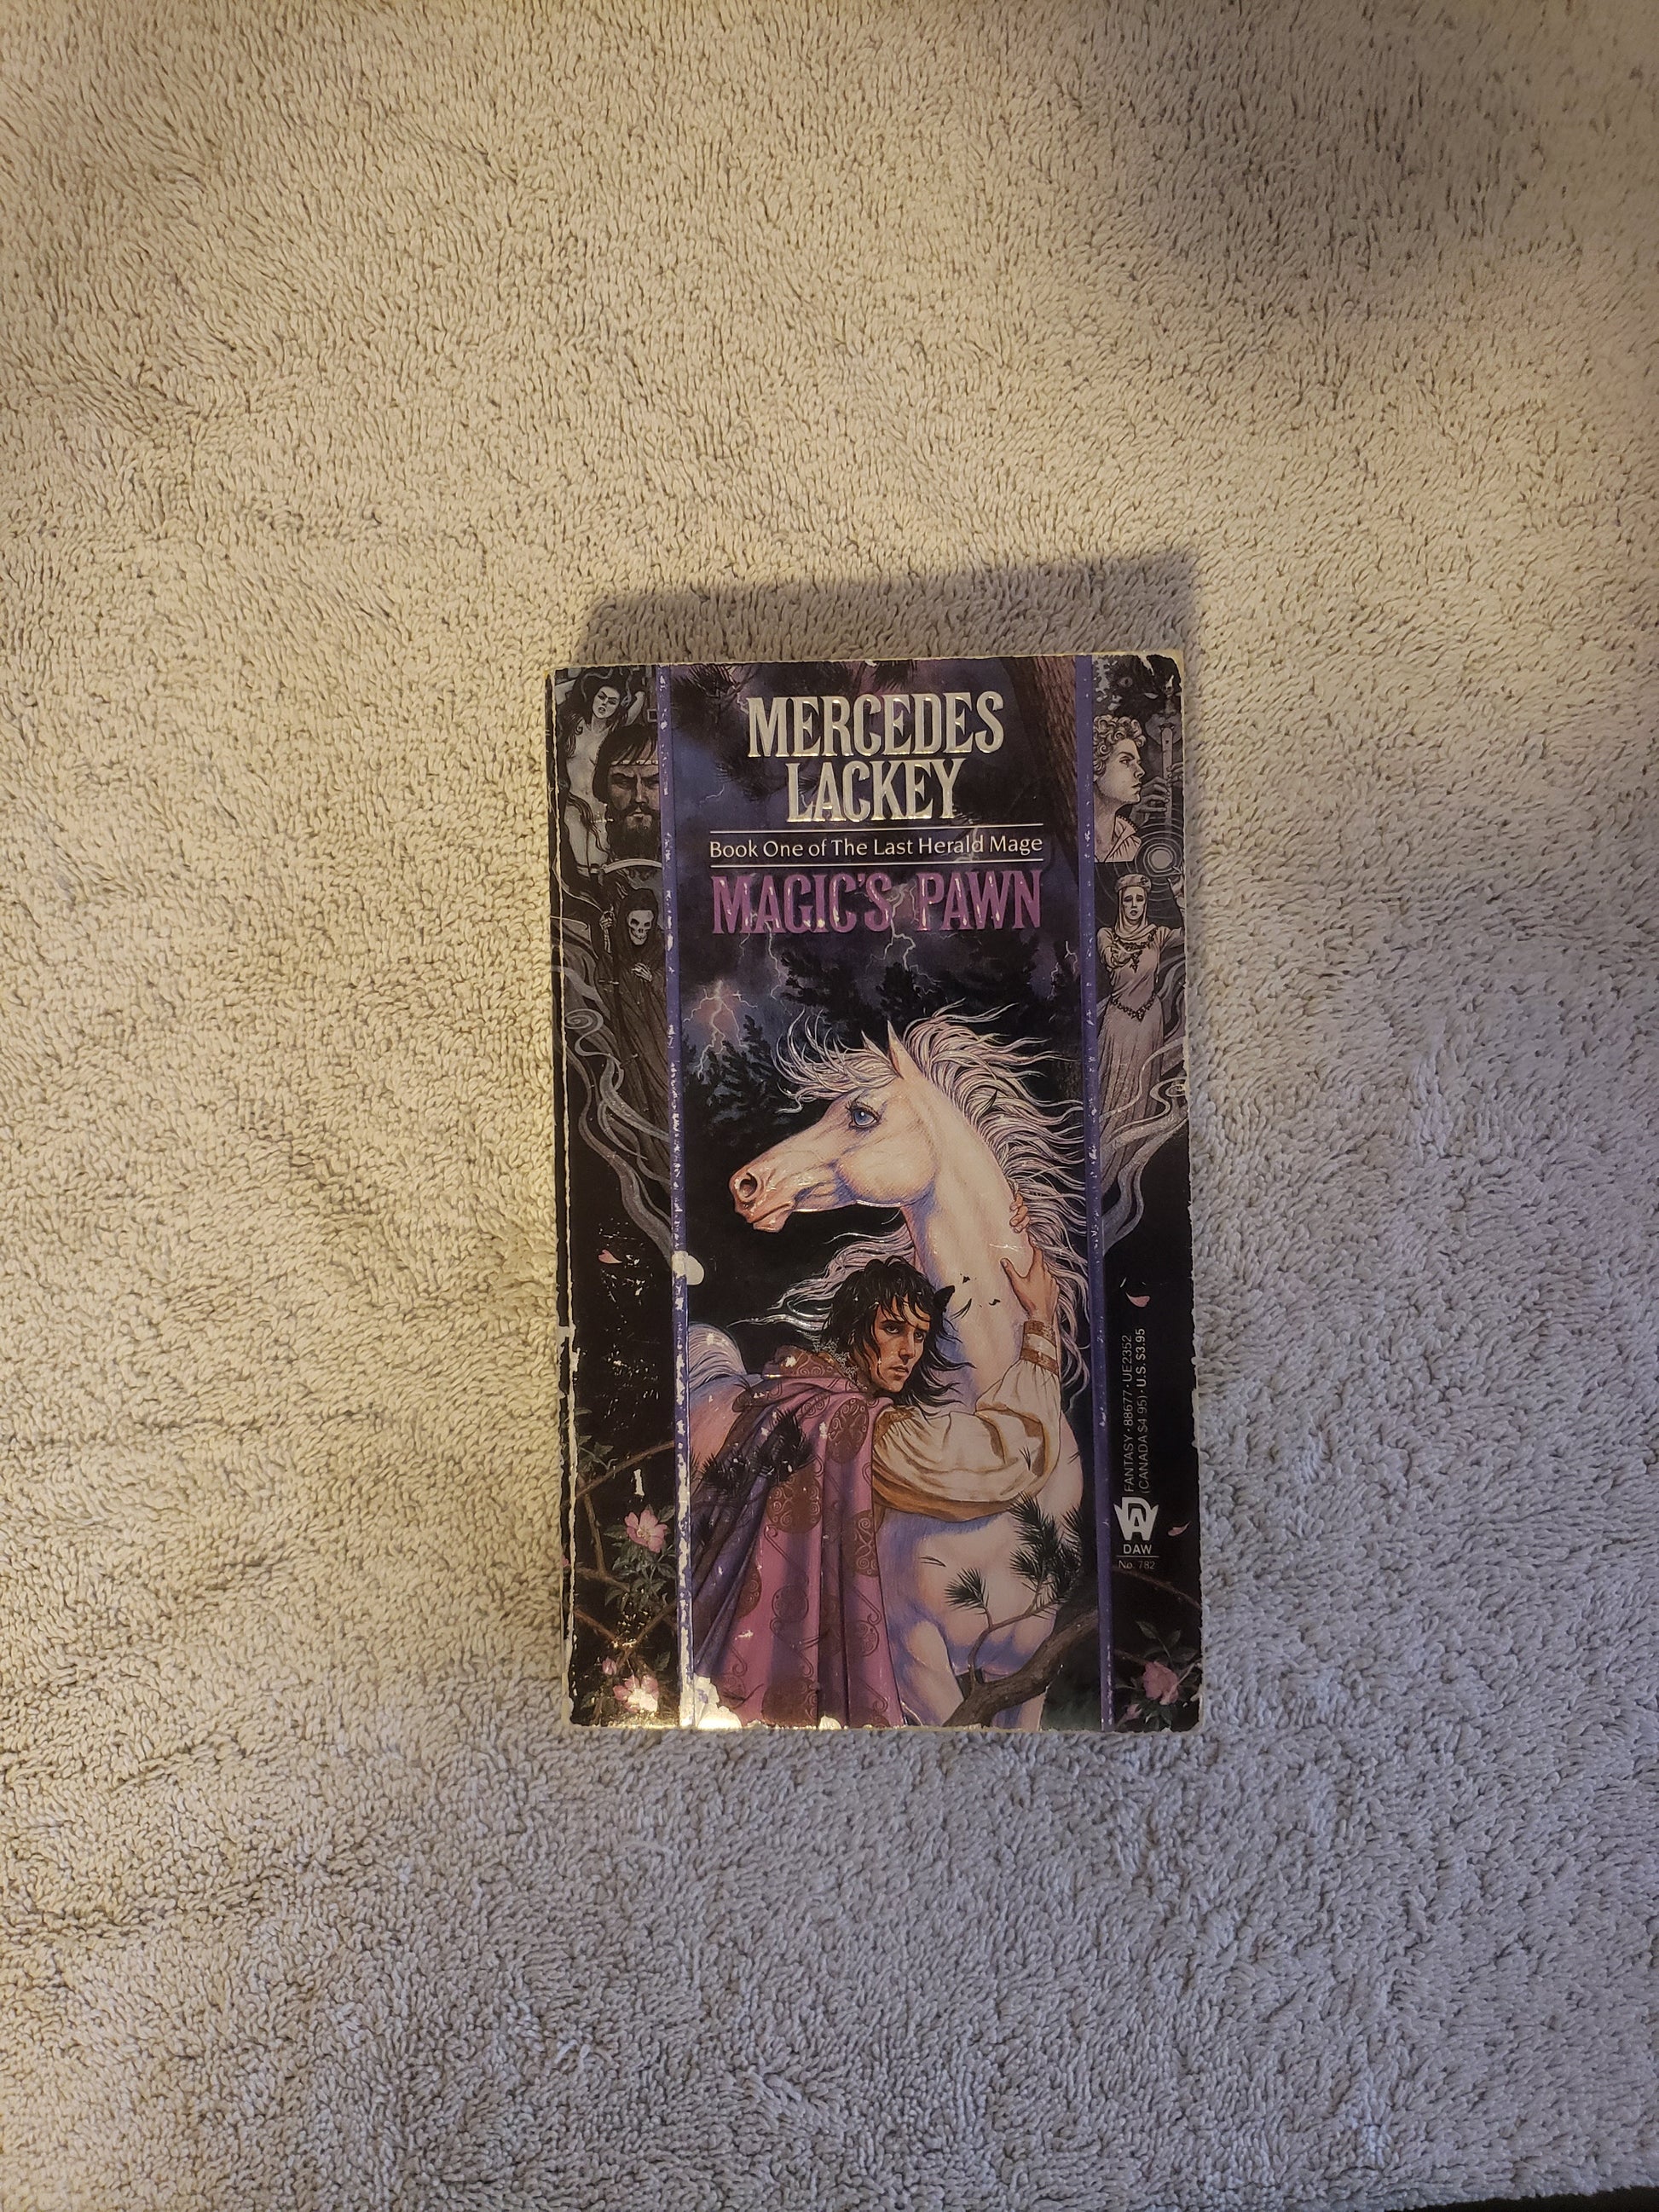 MERCEDES
LACKEY
Book One of The Last Herald Mage
MAGIC'S PAWN
FANTASY · 88677 · UE2352
(CANADA $4.95) · U.S. $3.95
DAW
No. 782